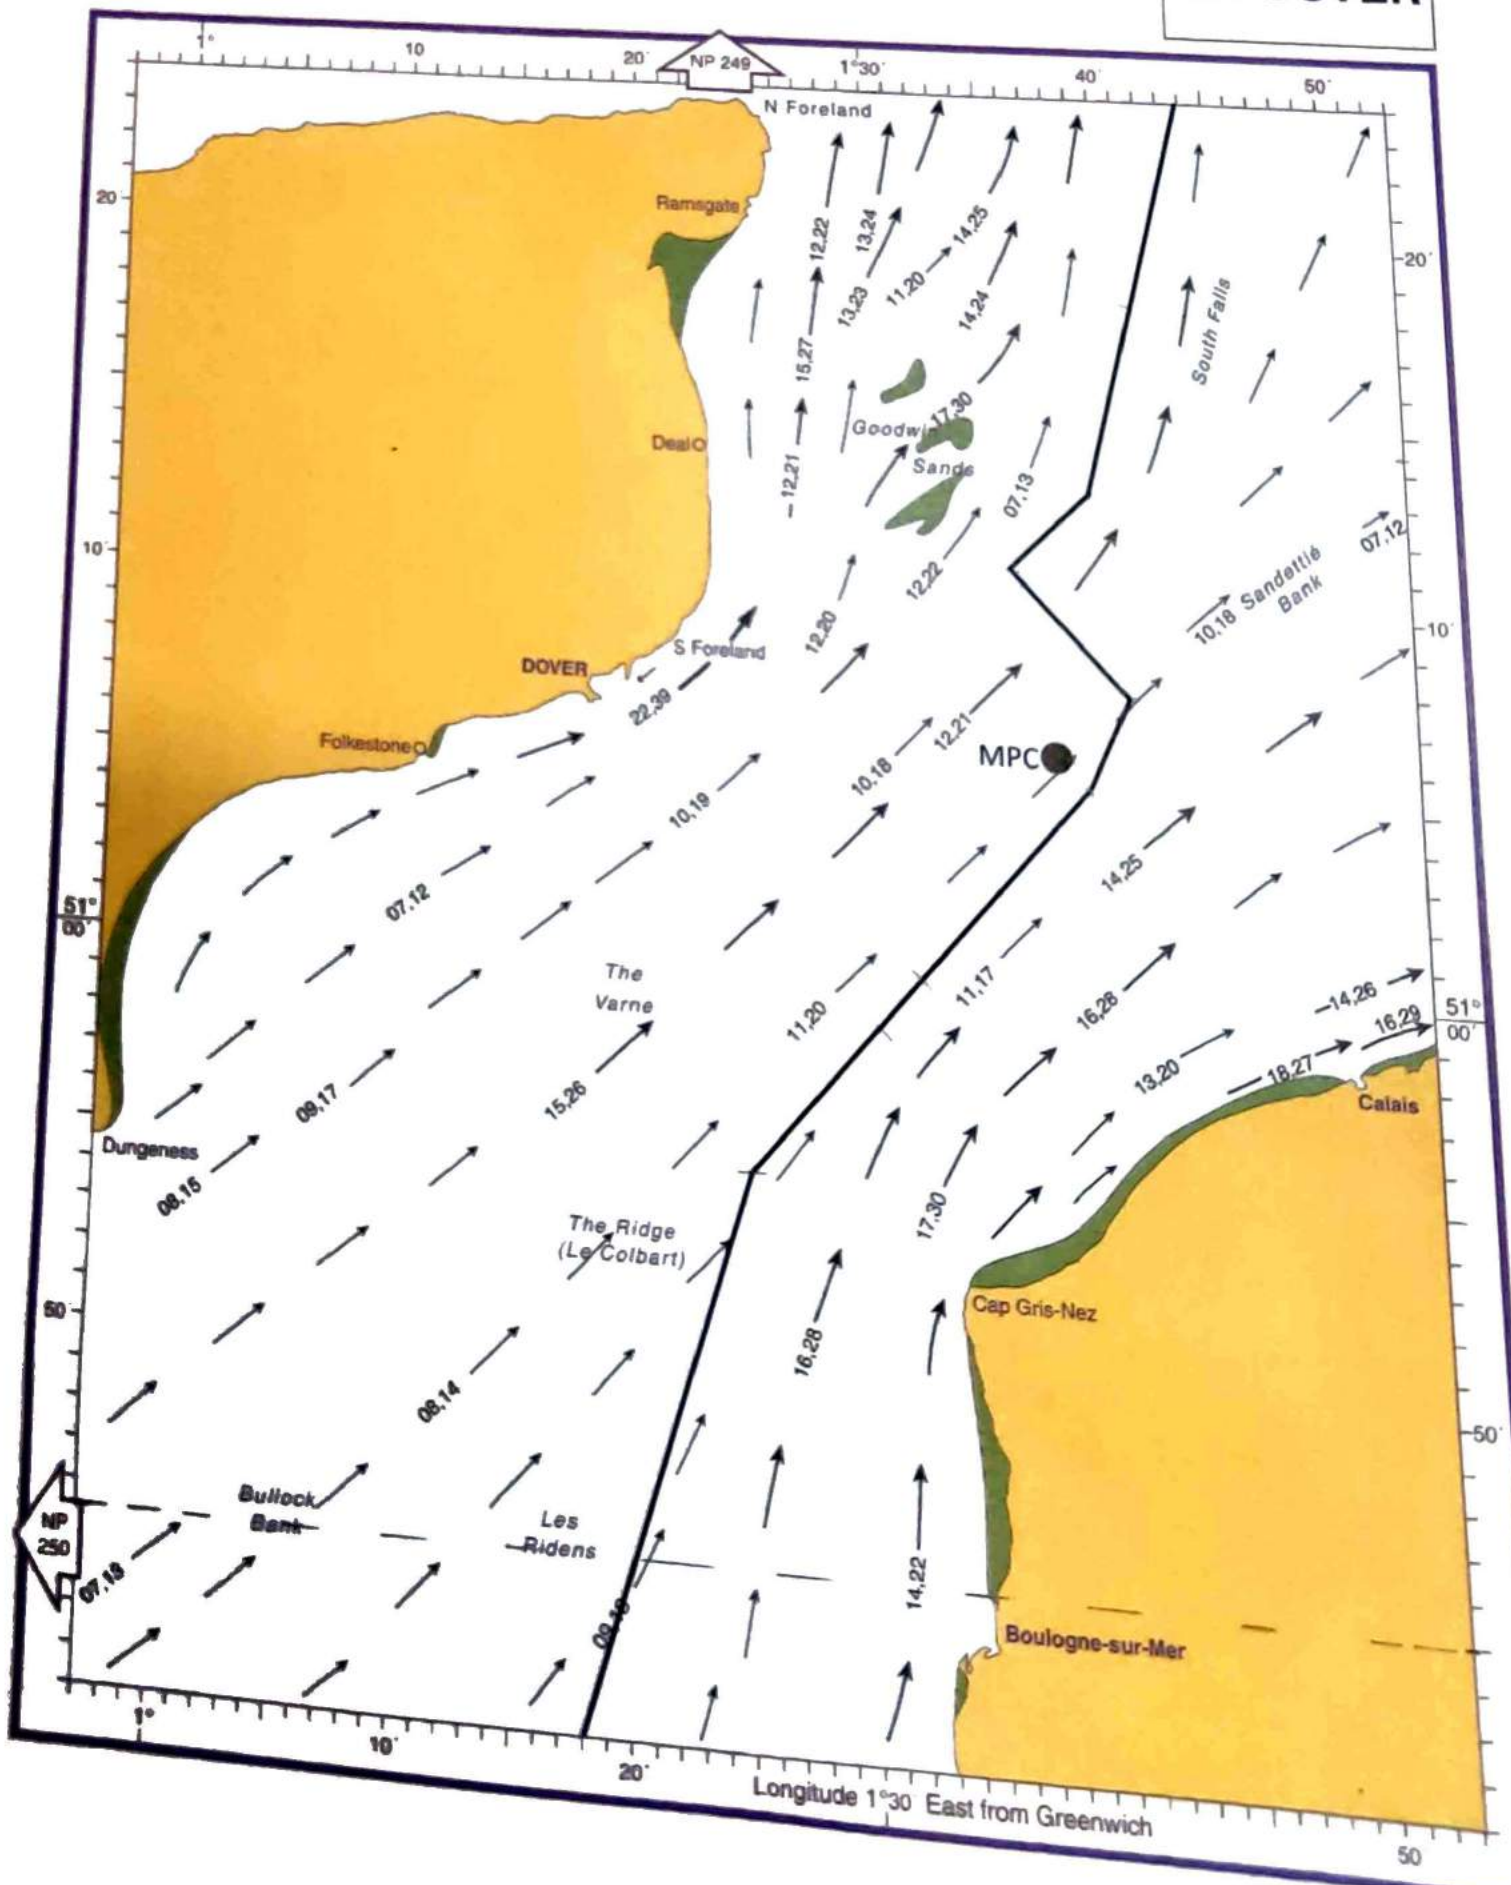 1°
10
20'
NP 249
1°30'
40'
50'
N Foreland
20
Ramsgate
12,22
13,24
14,25
11,20
13,23
14,24
15,27
20'
South Falls
17,30
Goodwin
Sands
Deal
12,21
07,13
07,12
10
12,22
Sandettié
Bank
10,18
10'
12,20
S Foreland
DOVER
22,39
Folkestone
12,21
MPC
10,18
10,19
14,25
07,12
51°
00'
The
Varne
11,20
11,17
16,28
14,26
16,29
51°
00'
13,20
18,27
Calais
15,26
09,17
Dungeness
08,15
17,30
The Ridge
(Le Colbart)
Cap Gris-Nez
50
16,28
08,14
50'
Bullock
Bank
Les
Ridens
NP
250
07,13
14,22
Boulogne-sur-Mer
1°
10'
20'
Longitude 1°30' East from Greenwich
50